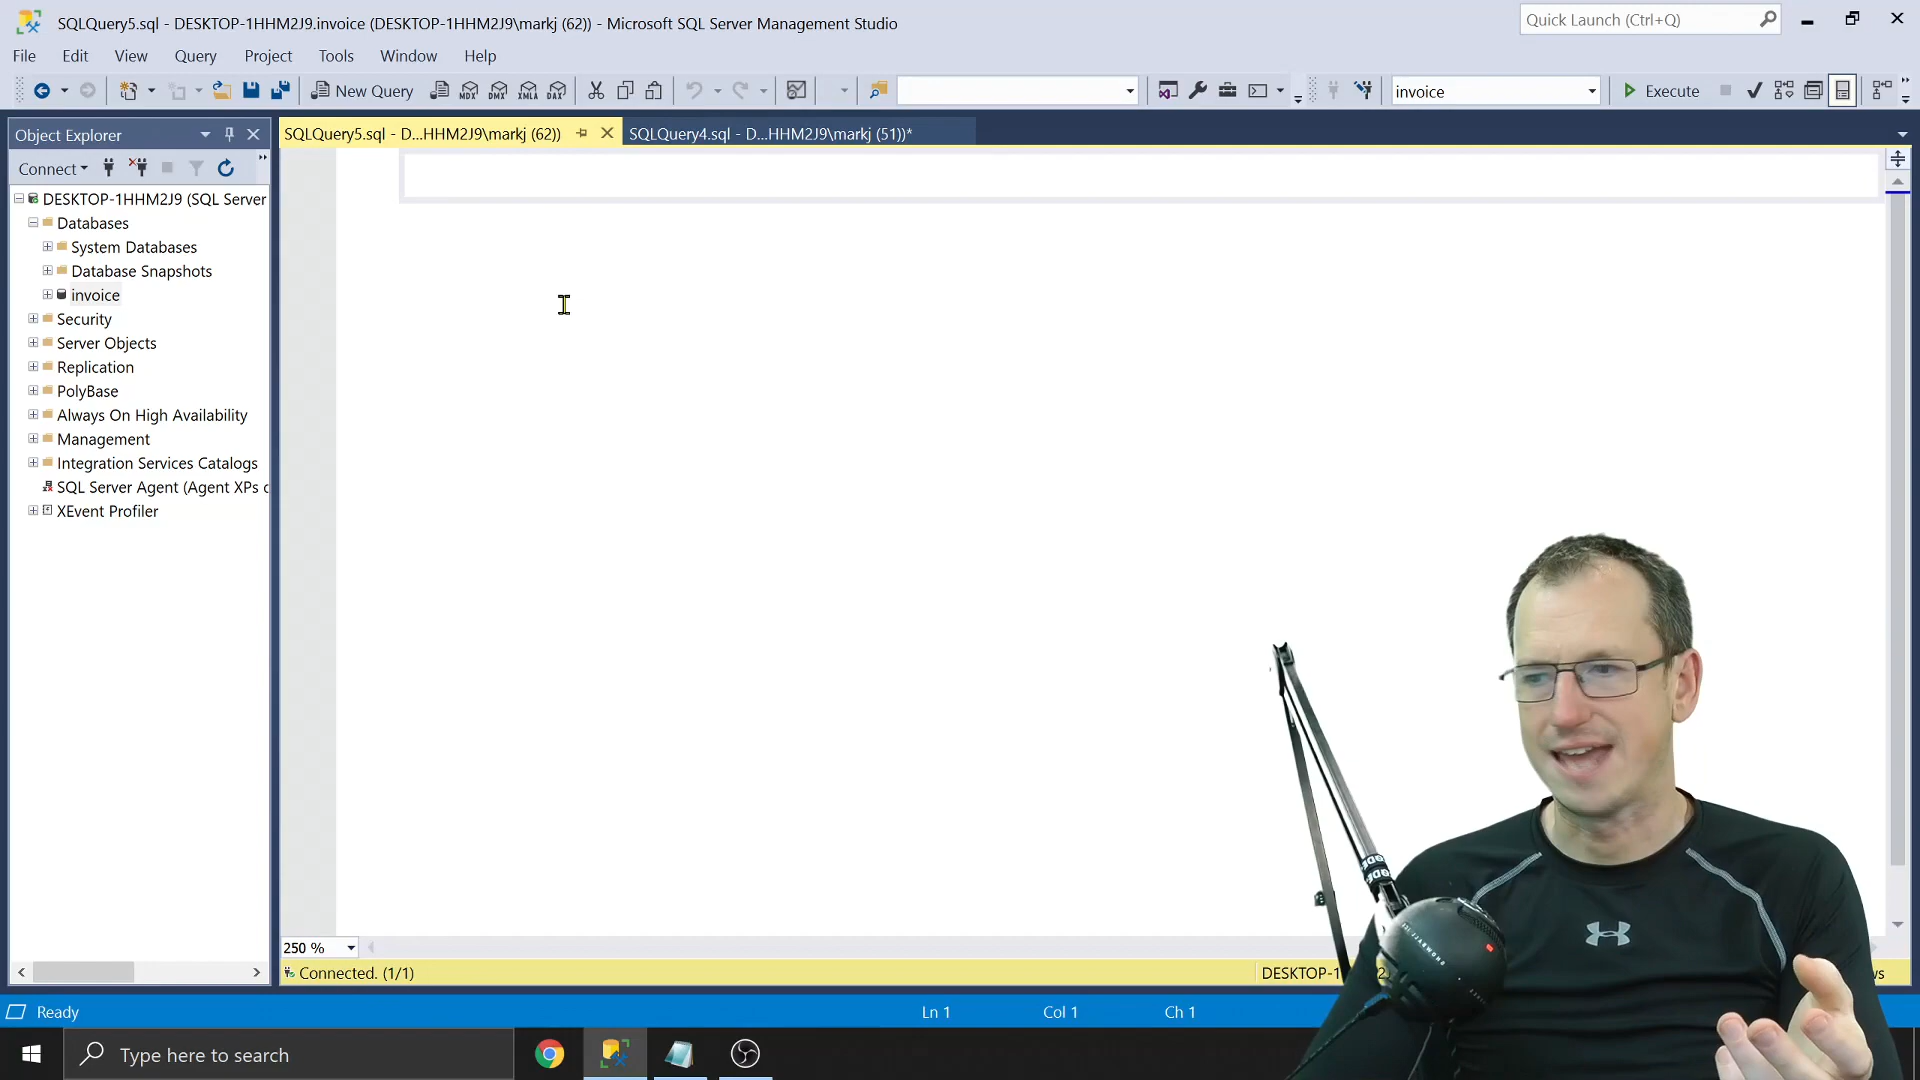 SQLQuery5.sql - DESKTOP-1HHM2J9.invoice (DESKTOP-1HHM2J9\markj (62)) - Microsoft SQL Server Management Studio
Quick Launch (Ctrl+Q)
File Edit View Query Project Tools Window Help
New Query MDX DMX XMLA DAX invoice Execute
Object Explorer
SQLQuery5.sql - D...HHM2J9\markj (62))
SQLQuery4.sql - D...HHM2J9\markj (51))*
Connect
DESKTOP-1HHM2J9 (SQL Server
Databases
System Databases
Database Snapshots
invoice
Security
Server Objects
Replication
PolyBase
Always On High Availability
Management
Integration Services Catalogs
SQL Server Agent (Agent XPs
XEvent Profiler
250 %
Connected. (1/1)
DESKTOP-1
Ready
Ln 1
Col 1
Ch 1
Type here to search